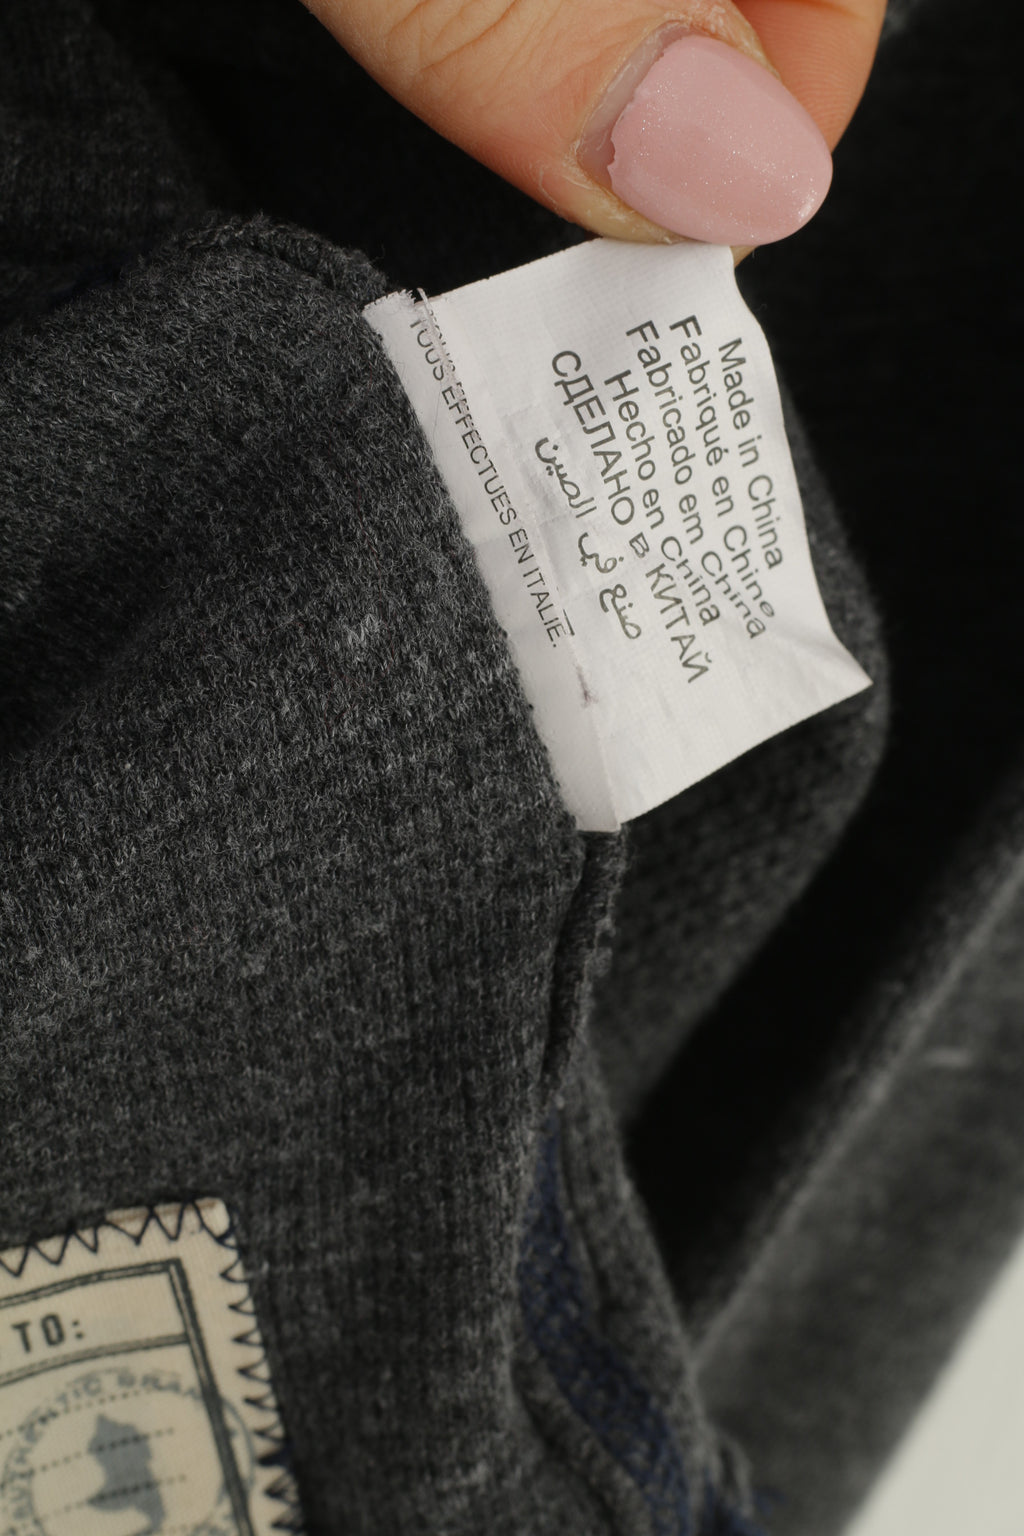 Made in China
Fabriqué en Chine
Fabricado em China
Hecho en China
СДЕЛАНО в КИТАЙ
صنع في الصين
TOUS EFFECTUES EN ITALIE.
TO: